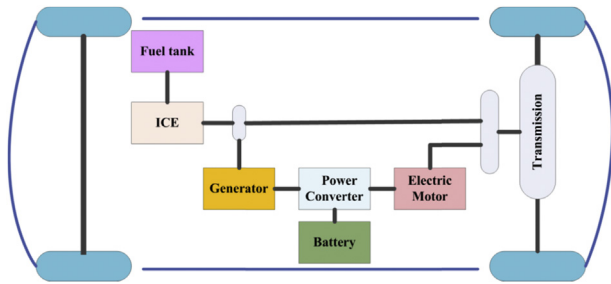 Fuel tank
ICE
Generator
Power
Converter
Electric
Motor
Battery
Transmission